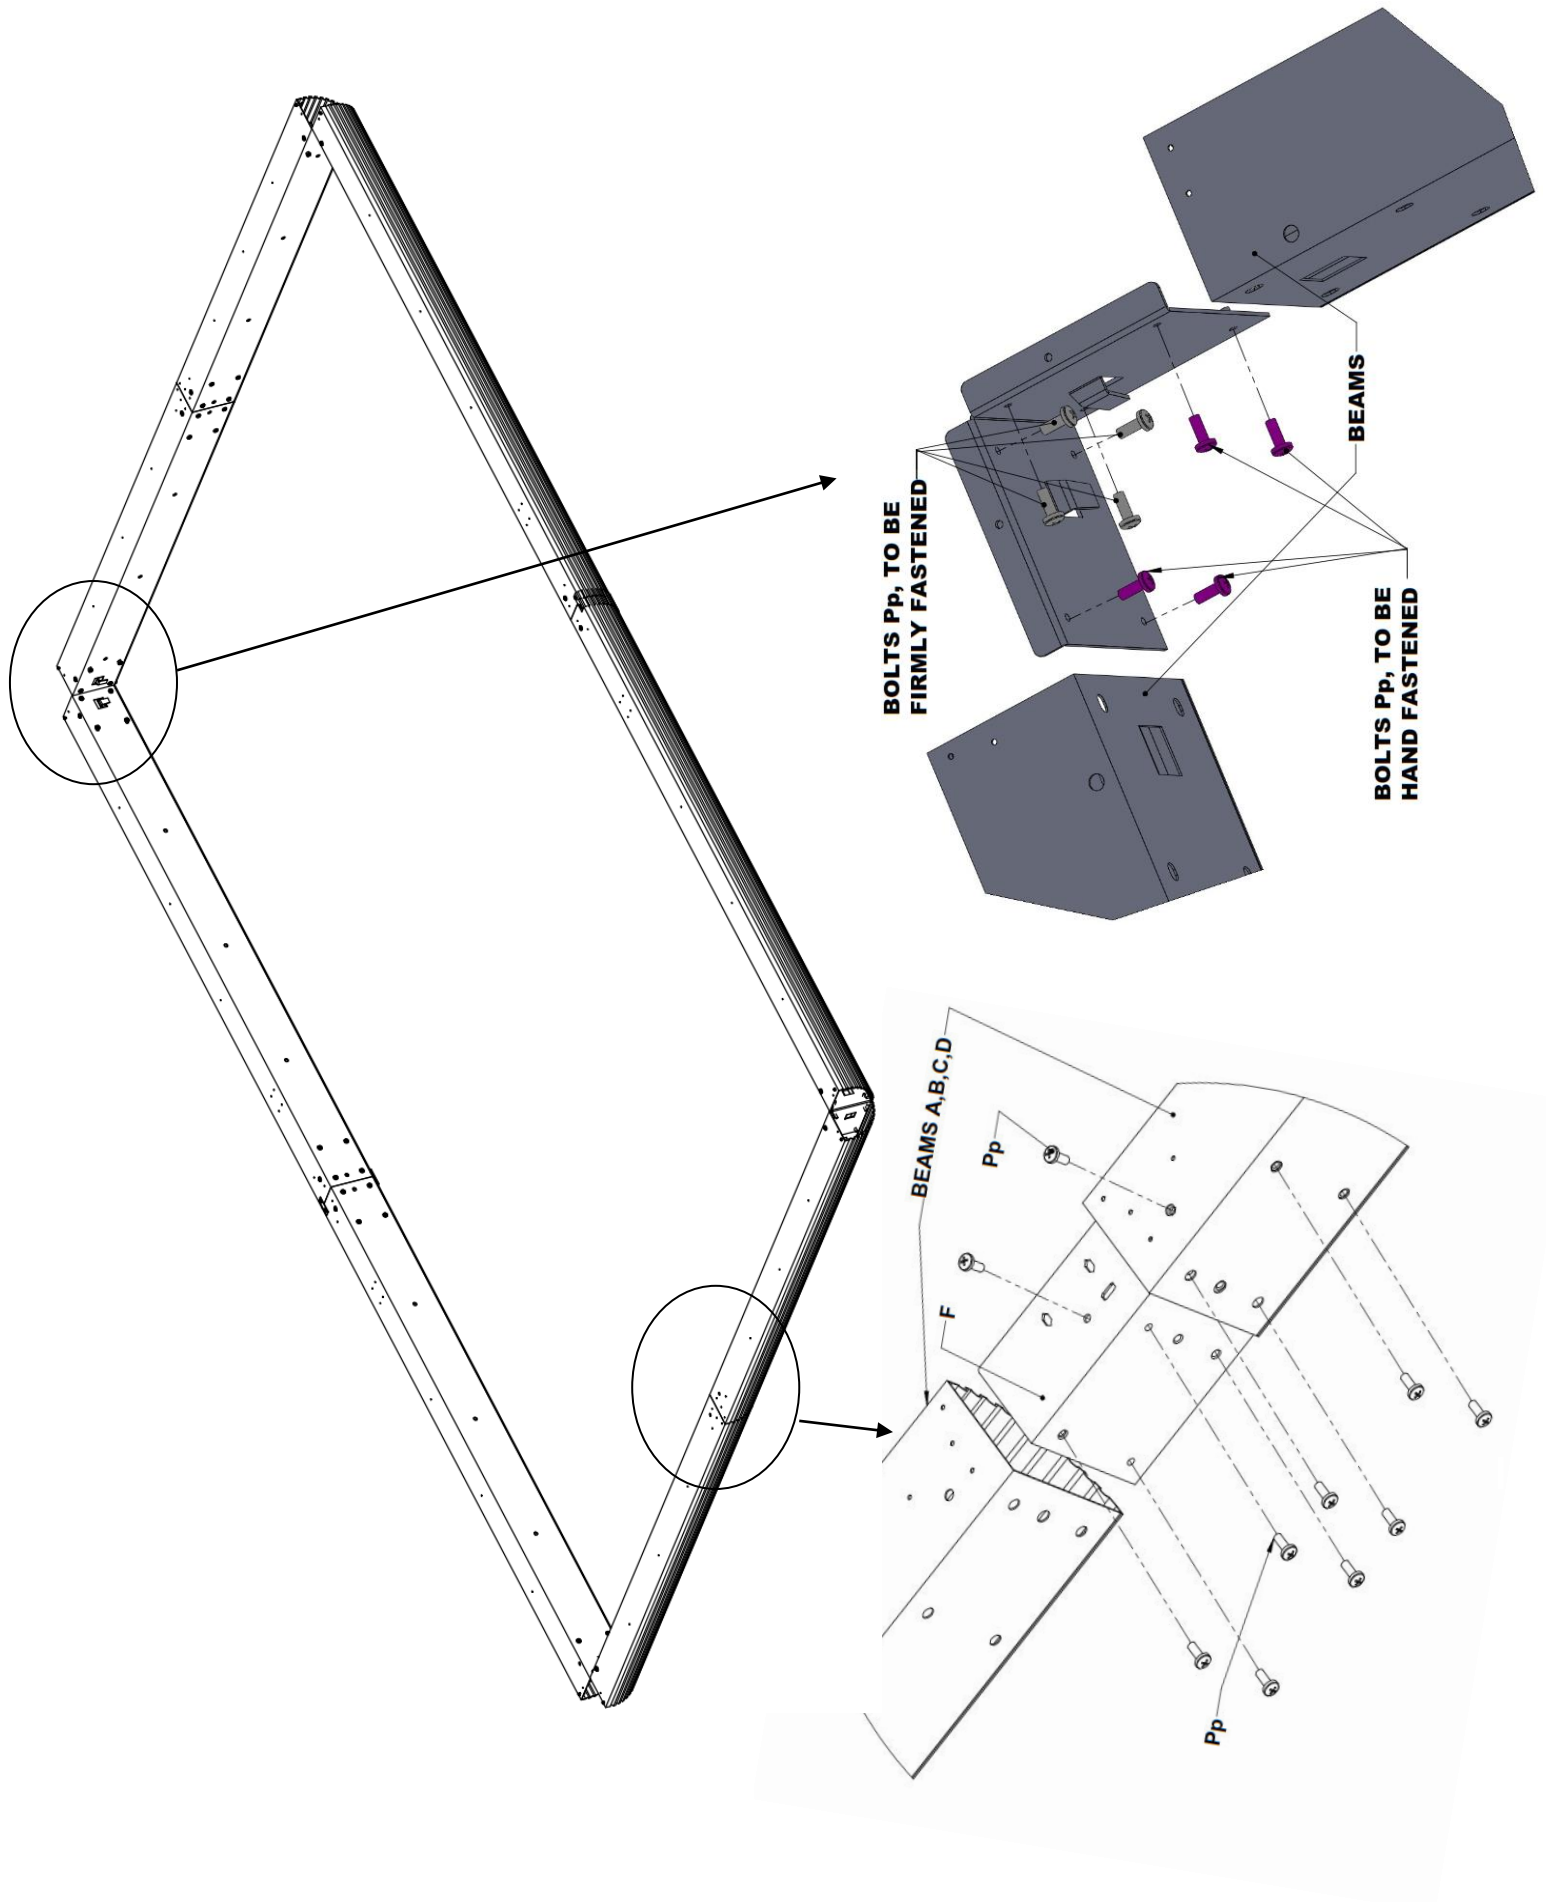 BOLTS Pp, TO BE
FIRMLY FASTENED
BEAMS
BOLTS Pp, TO BE
HAND FASTENED
BEAMS A,B,C,D
Pp
F
Pp